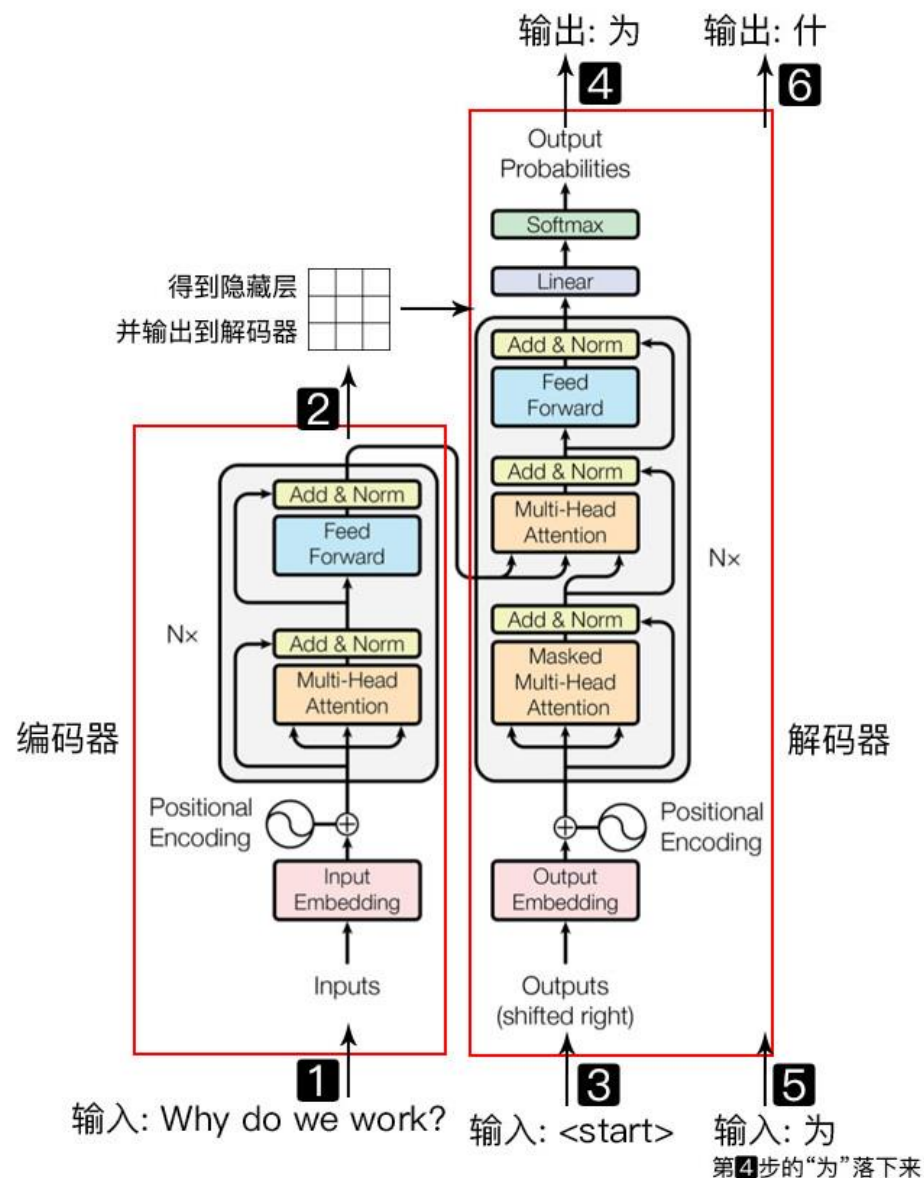 输出: 为
4
输出: 什
6
Output
Probabilities
Softmax
Linear
得到隐藏层
并输出到解码器
Add & Norm
Feed
Forward
2
Add & Norm
Multi-Head
Attention
Add & Norm
Feed
Forward
N×
N×
Add & Norm
Masked
Multi-Head
Attention
Add & Norm
Multi-Head
Attention
编码器
解码器
Positional
Encoding
Positional
Encoding
Input
Embedding
Output
Embedding
Inputs
Outputs
(shifted right)
1
输入: Why do we work?
3
输入: <start>
5
输入: 为
第4步的“为”落下来